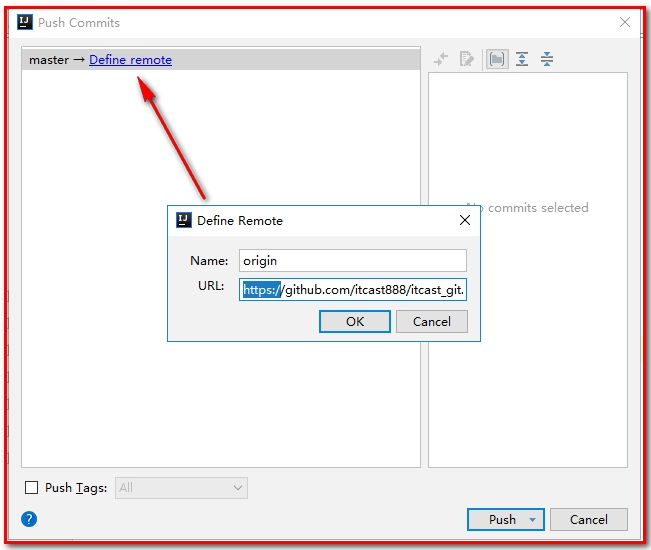 Push Commits
master → Define remote
No commits selected
Define Remote
Name: origin
URL: https://github.com/itcast888/itcast_git.
OK Cancel
Push Tags: All
? Push Cancel